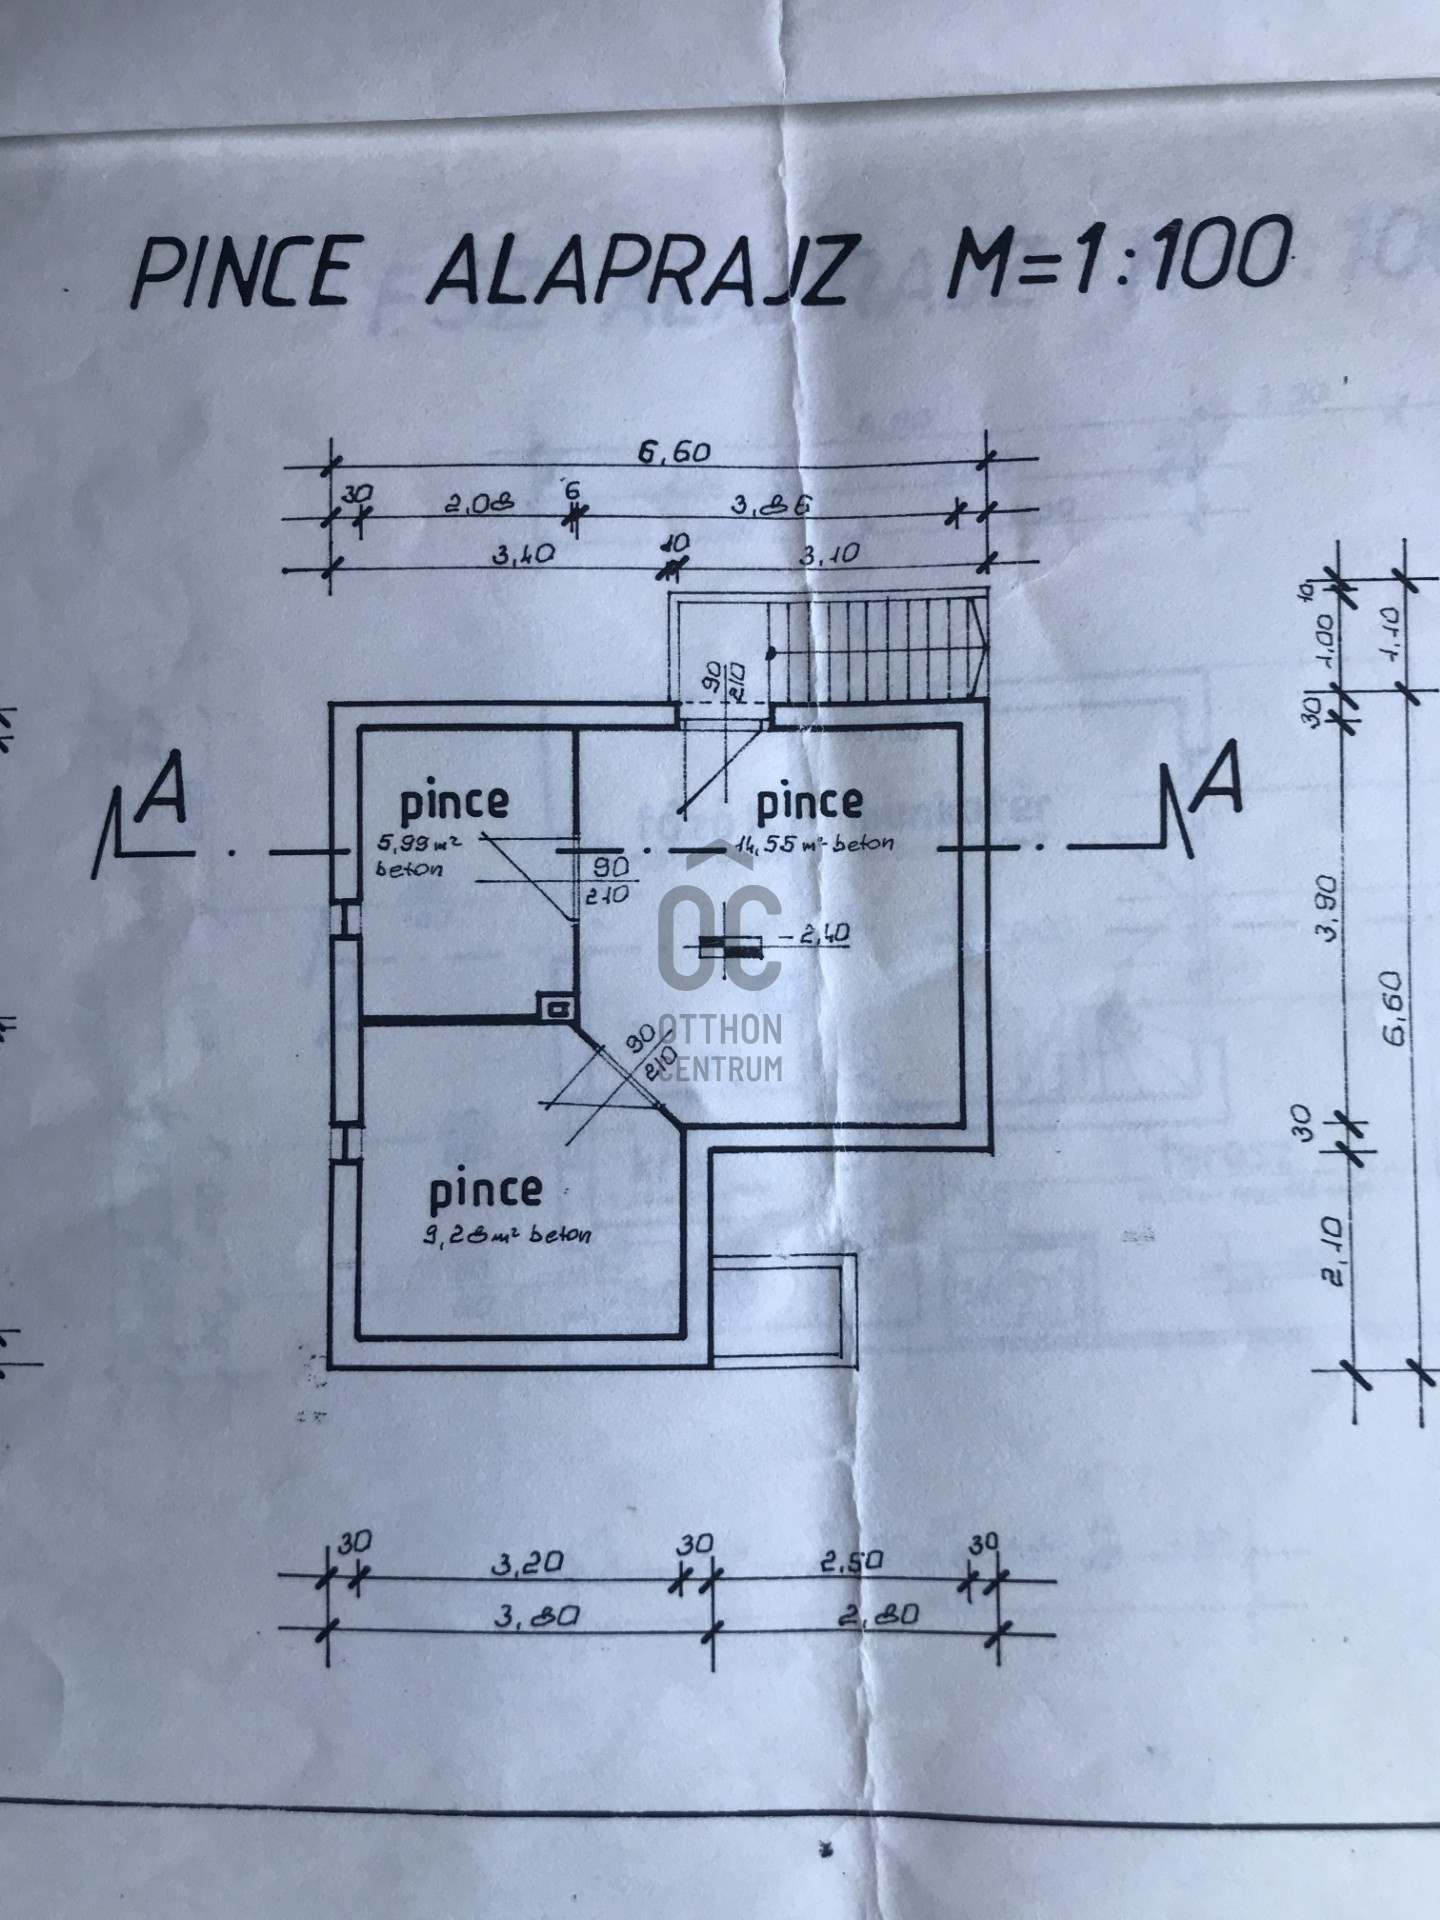 PINCE ALAPRAJZ M=1:100
6,60
30 2,08 6 3,86
3,40 10 3,10
10
1,00
1,10
30
90
210
A
A
pince
5,99 m²
beton
pince
14,55 m² beton
90
210
-2,40
3,90
6,60
OC
OTTHON
CENTRUM
90
210
30
pince
9,28 m² beton
2,10
30 3,20 30 2,50 30
3,80 2,80